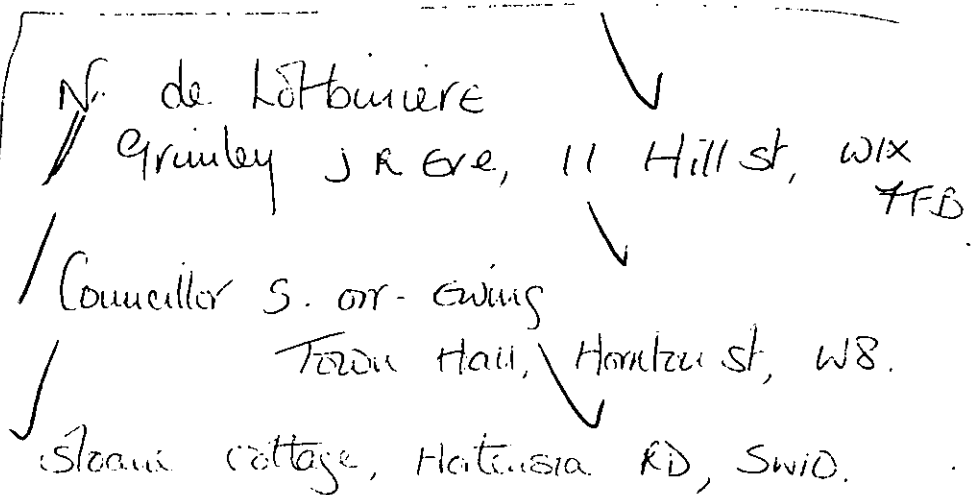 N. de Lôtbiniere
Grimley J R Eve, 11 Hill St, W1X
7FB.
Councillor S. Orr-Ewing
Town Hall, Hornton St, W8.
Sloane Cottage, Hortensia RD, SW10.